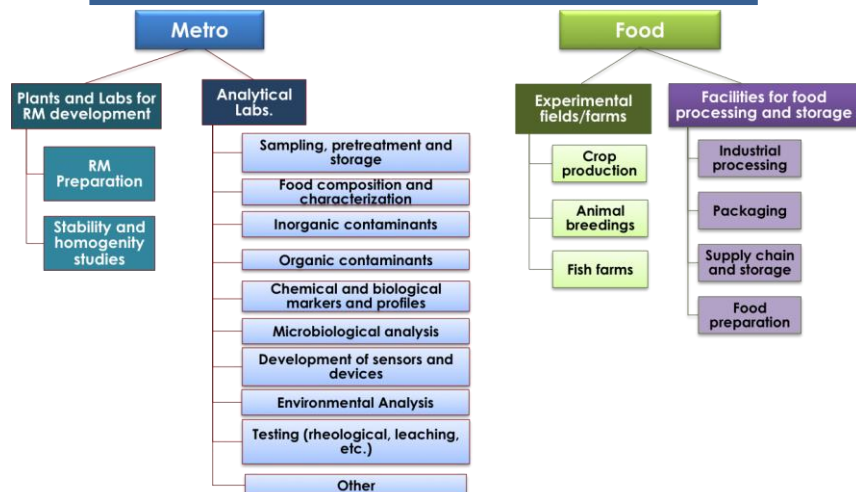 Metro
Plants and Labs for
RM development
RM
Preparation
Stability and
homogenity
studies
Analytical
Labs.
Sampling, pretreatment and
storage
Food composition and
characterization
Inorganic contaminants
Organic contaminants
Chemical and biological
markers and profiles
Microbiological analysis
Development of sensors and
devices
Environmental Analysis
Testing (rheological, leaching,
etc.)
Other
Food
Experimental
fields/farms
Crop
production
Animal
breedings
Fish farms
Facilities for food
processing and storage
Industrial
processing
Packaging
Supply chain
and storage
Food
preparation